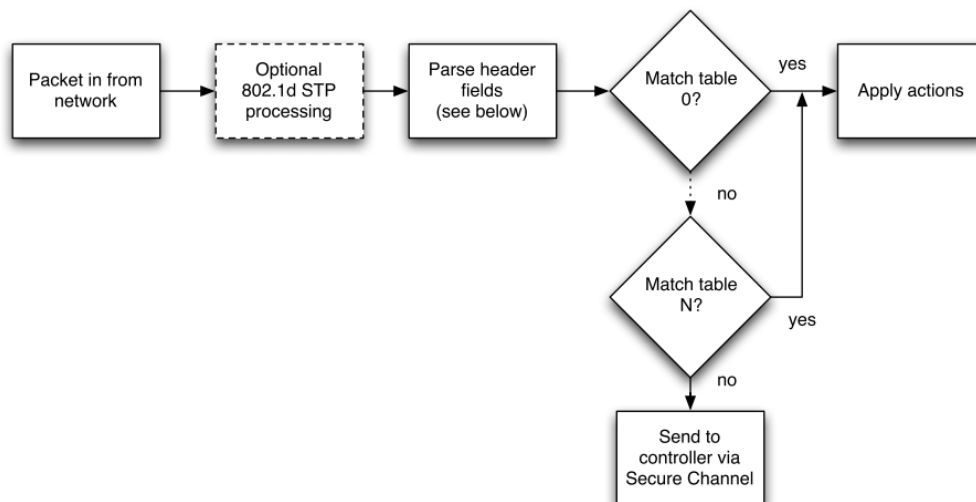 Packet in from
network
Optional
802.1d STP
processing
Parse header
fields
(see below)
Match table
0?
yes
Apply actions
no
Match table
N?
yes
no
Send to
controller via
Secure Channel